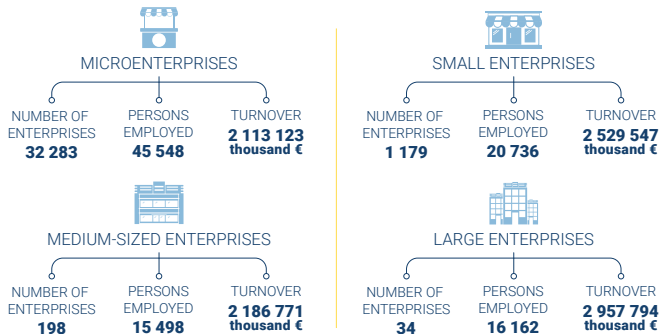 MICROENTERPRISES
NUMBER OF
ENTERPRISES
32 283
PERSONS
EMPLOYED
45 548
TURNOVER
2 113 123
thousand €
SMALL ENTERPRISES
NUMBER OF
ENTERPRISES
1 179
PERSONS
EMPLOYED
20 736
TURNOVER
2 529 547
thousand €
MEDIUM-SIZED ENTERPRISES
NUMBER OF
ENTERPRISES
198
PERSONS
EMPLOYED
15 498
TURNOVER
2 186 771
thousand €
LARGE ENTERPRISES
NUMBER OF
ENTERPRISES
34
PERSONS
EMPLOYED
16 162
TURNOVER
2 957 794
thousand €